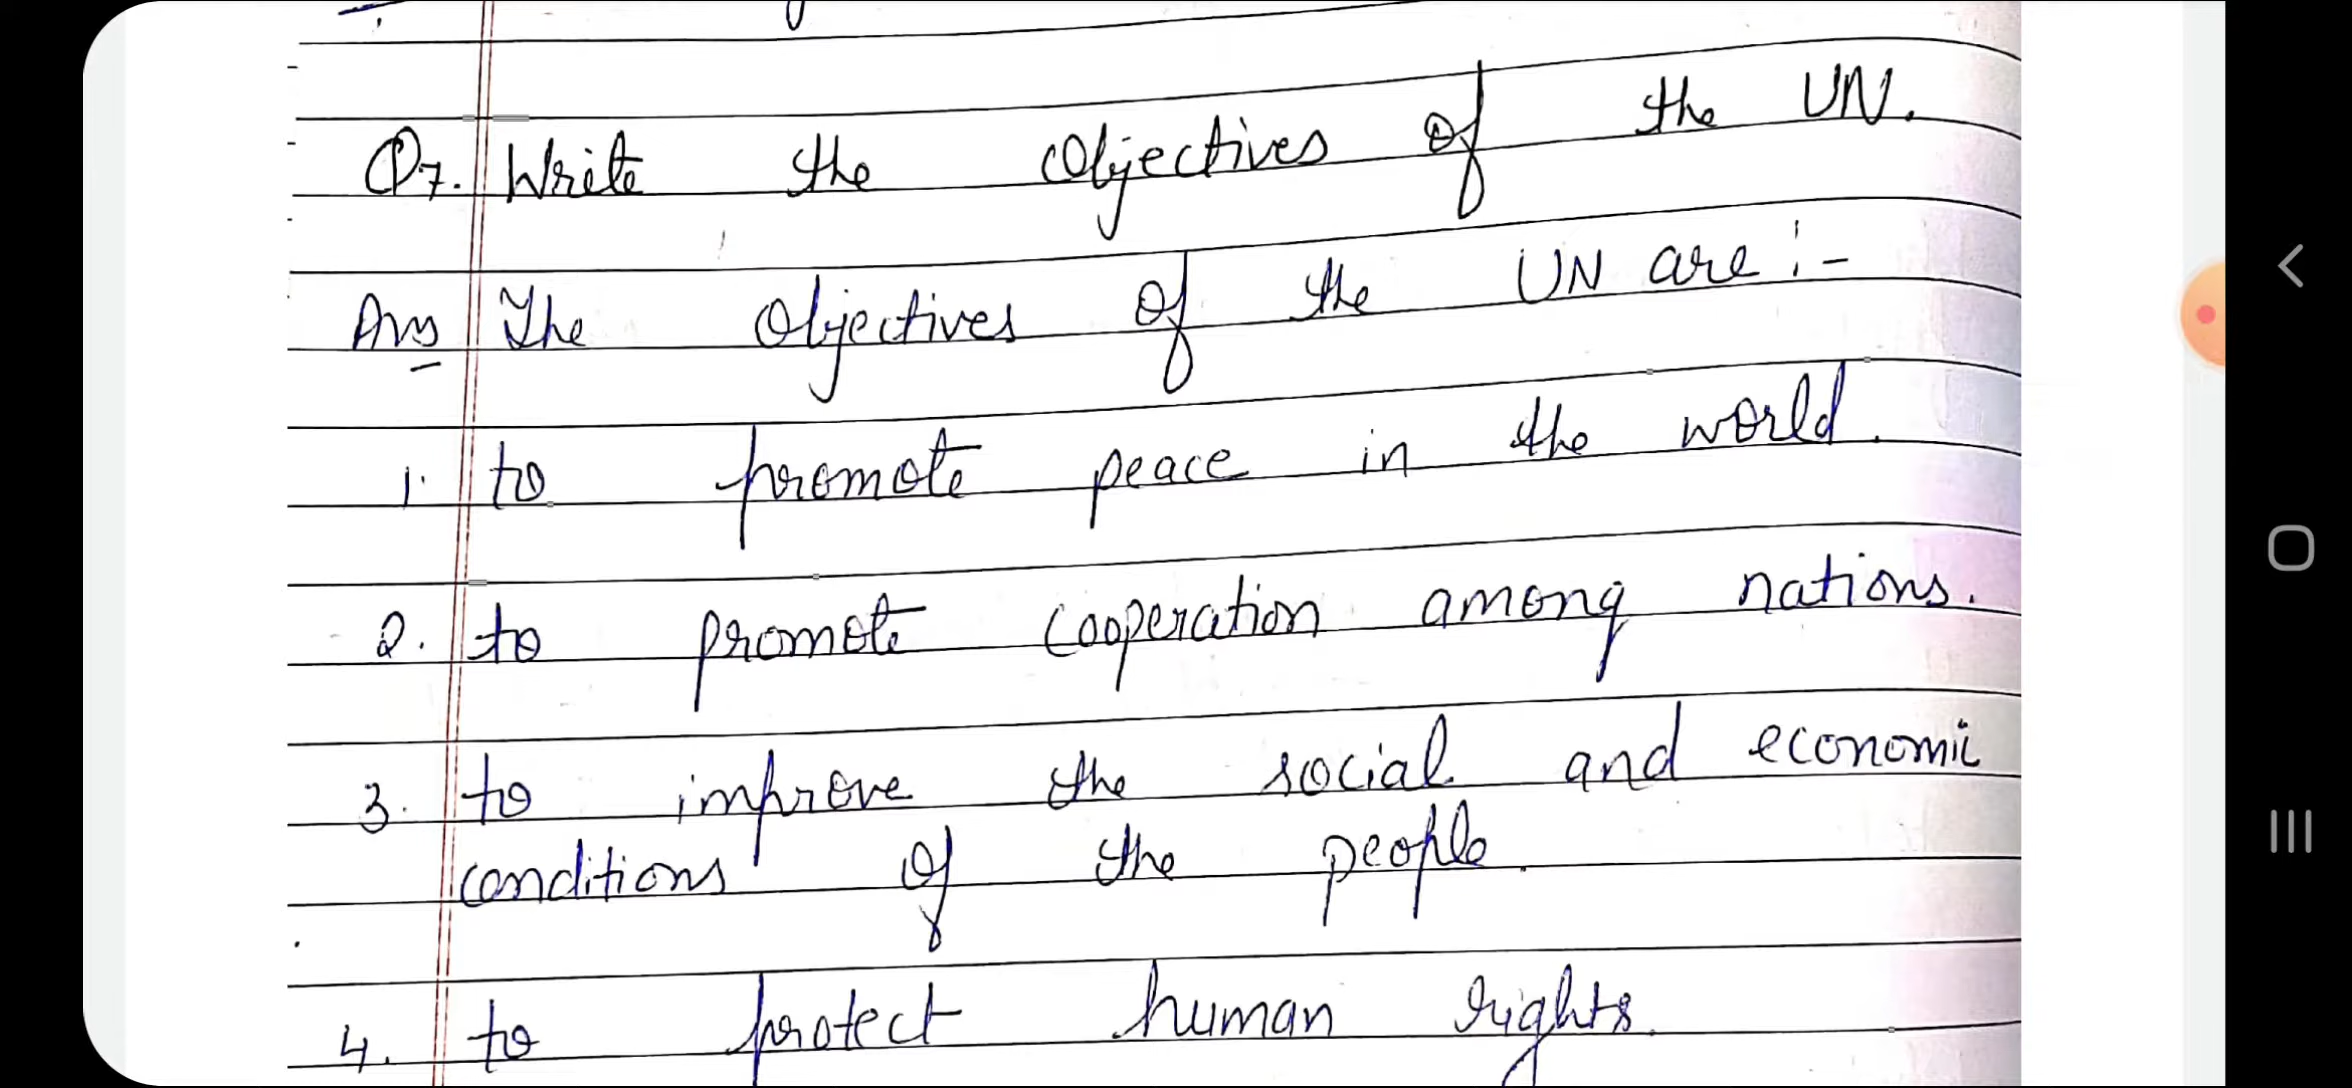 Q7. Write the objectives of the UN.
Ans The objectives of the UN are :-
1. to promote peace in the world.
2. to promote cooperation among nations.
3. to improve the social and economic
conditions of the people.
4. to protect human rights.